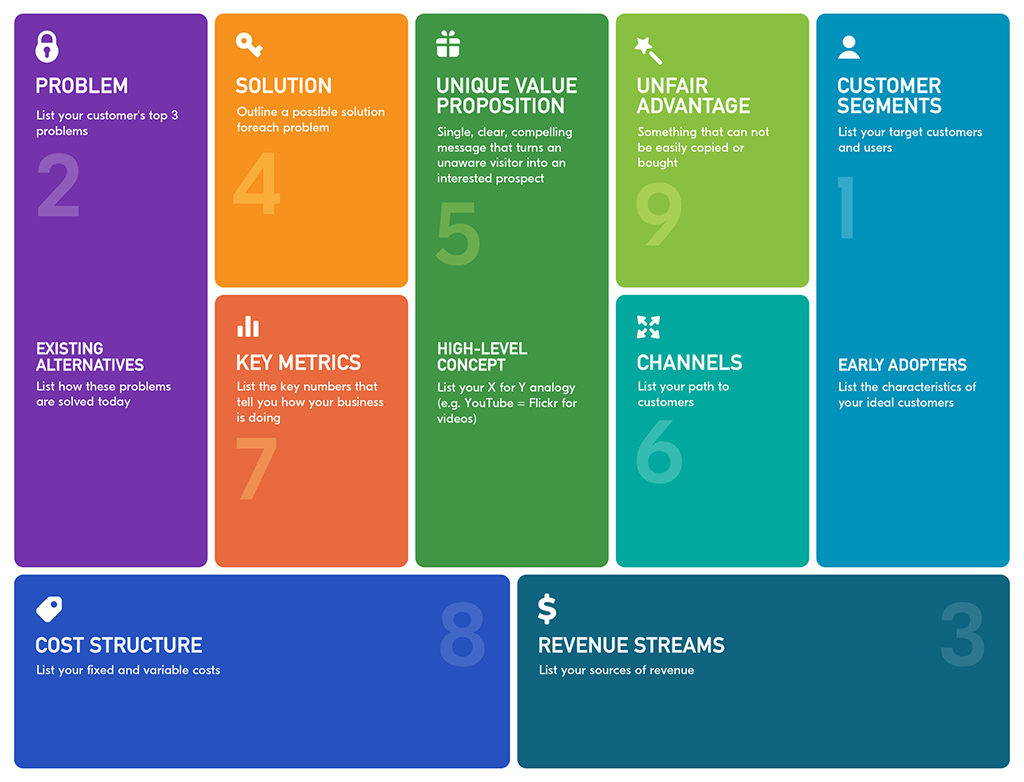 PROBLEM
List your customer's top 3
problems
2
EXISTING
ALTERNATIVES
List how these problems
are solved today
SOLUTION
Outline a possible solution
foreach problem
4
KEY METRICS
List the key numbers that
tell you how your business
is doing
7
UNIQUE VALUE
PROPOSITION
Single, clear, compelling
message that turns an
unaware visitor into an
interested prospect
5
HIGH-LEVEL
CONCEPT
List your X for Y analogy
(e.g. YouTube = Flickr for
videos)
UNFAIR
ADVANTAGE
Something that can not
be easily copied or
bought
9
CHANNELS
List your path to
customers
6
CUSTOMER
SEGMENTS
List your target customers
and users
1
EARLY ADOPTERS
List the characteristics of
your ideal customers
COST STRUCTURE
List your fixed and variable costs
8
$
REVENUE STREAMS
List your sources of revenue
3